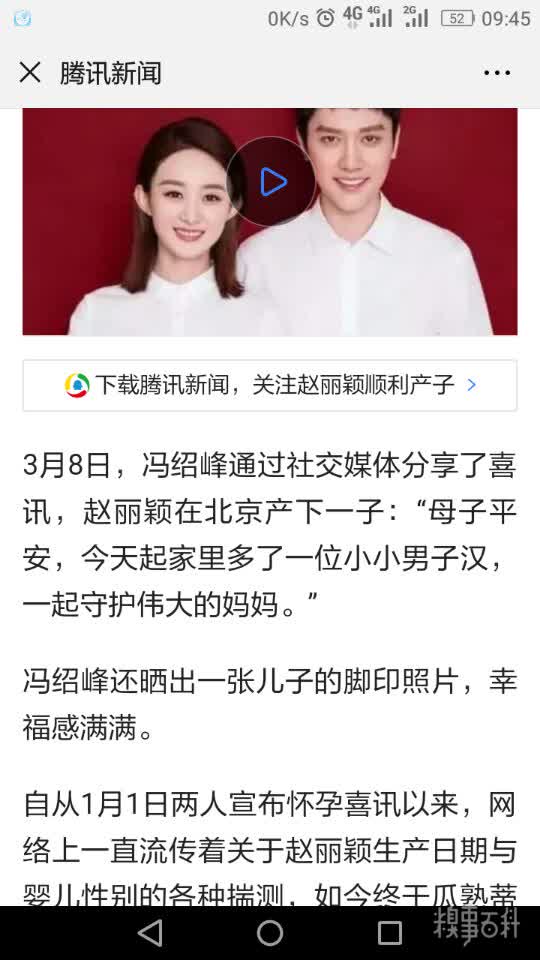 0K/s 4G 4G 2G 52 09:45
腾讯新闻
下载腾讯新闻，关注赵丽颖顺利产子
3月8日，冯绍峰通过社交媒体分享了喜
讯，赵丽颖在北京产下一子：“母子平
安，今天起家里多了一位小小男子汉，
一起守护伟大的妈妈。”
冯绍峰还晒出一张儿子的脚印照片，幸
福感满满。
自从1月1日两人宣布怀孕喜讯以来，网
络上一直流传着关于赵丽颖生产日期与
婴儿性别的各种揣测，如今终于瓜熟蒂
糗事百科